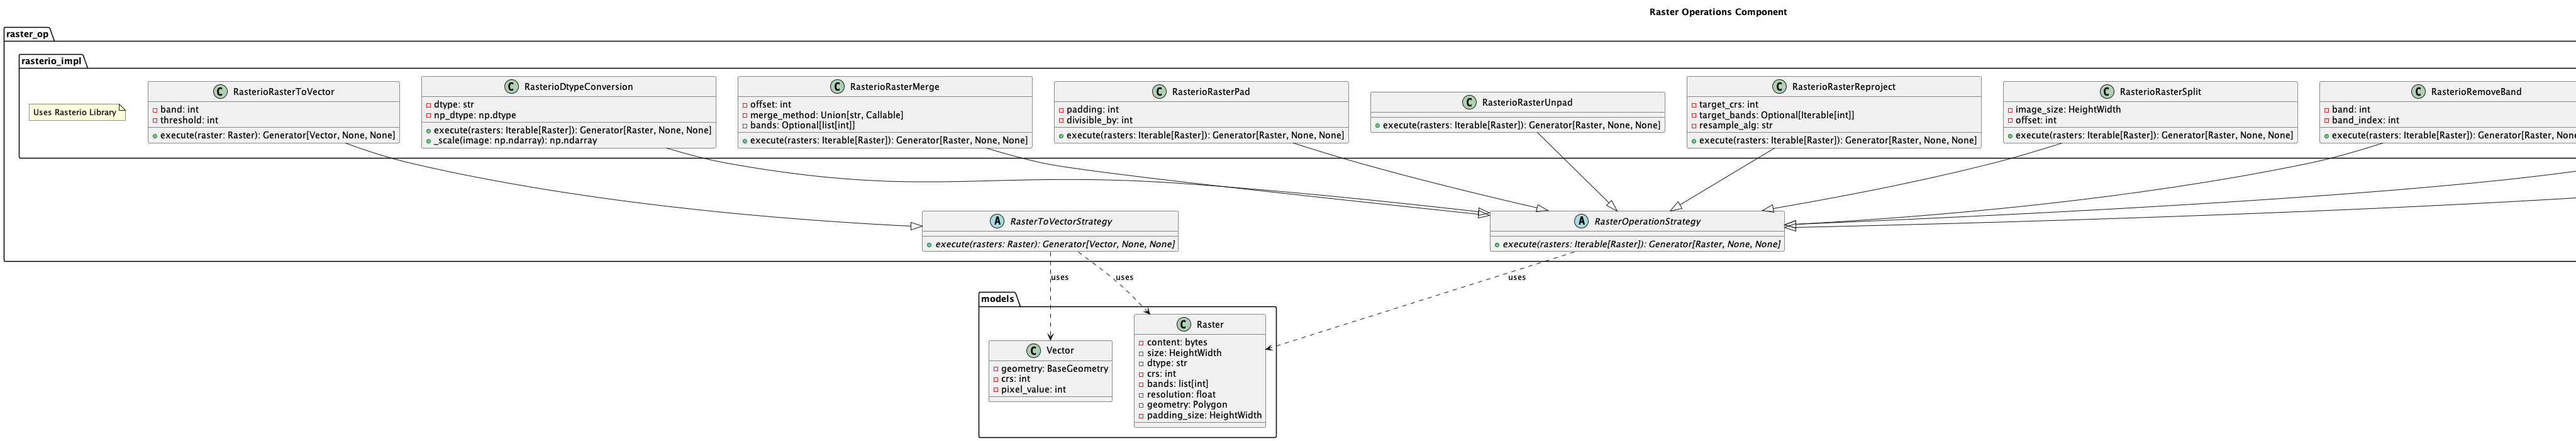 Raster Operations Component
raster_op
rasterio_impl
Uses Rasterio Library
C RasterioRasterToVector
band: int
threshold: int
execute(raster: Raster): Generator[Vector, None, None]
C RasterioDtypeConversion
dtype: str
np_dtype: np.dtype
execute(rasters: Iterable[Raster]): Generator[Raster, None, None]
_scale(image: np.ndarray): np.ndarray
C RasterioRasterMerge
offset: int
merge_method: Union[str, Callable]
bands: Optional[list[int]]
execute(rasters: Iterable[Raster]): Generator[Raster, None, None]
C RasterioRasterPad
padding: int
divisible_by: int
execute(rasters: Iterable[Raster]): Generator[Raster, None, None]
C RasterioRasterUnpad
execute(rasters: Iterable[Raster]): Generator[Raster, None, None]
C RasterioRasterReproject
target_crs: int
target_bands: Optional[Iterable[int]]
resample_alg: str
execute(rasters: Iterable[Raster]): Generator[Raster, None, None]
C RasterioRasterSplit
image_size: HeightWidth
offset: int
execute(rasters: Iterable[Raster]): Generator[Raster, None, None]
C RasterioRemoveBand
band: int
band_index: int
execute(rasters: Iterable[Raster]): Generator[Raster,
A RasterToVectorStrategy
execute(rasters: Raster): Generator[Vector, None, None]
A RasterOperationStrategy
execute(rasters: Iterable[Raster]): Generator[Raster, None, None]
uses
uses
uses
models
C Vector
geometry: BaseGeometry
crs: int
pixel_value: int
C Raster
content: bytes
size: HeightWidth
dtype: str
crs: int
bands: list[int]
resolution: float
geometry: Polygon
padding_size: HeightWidth